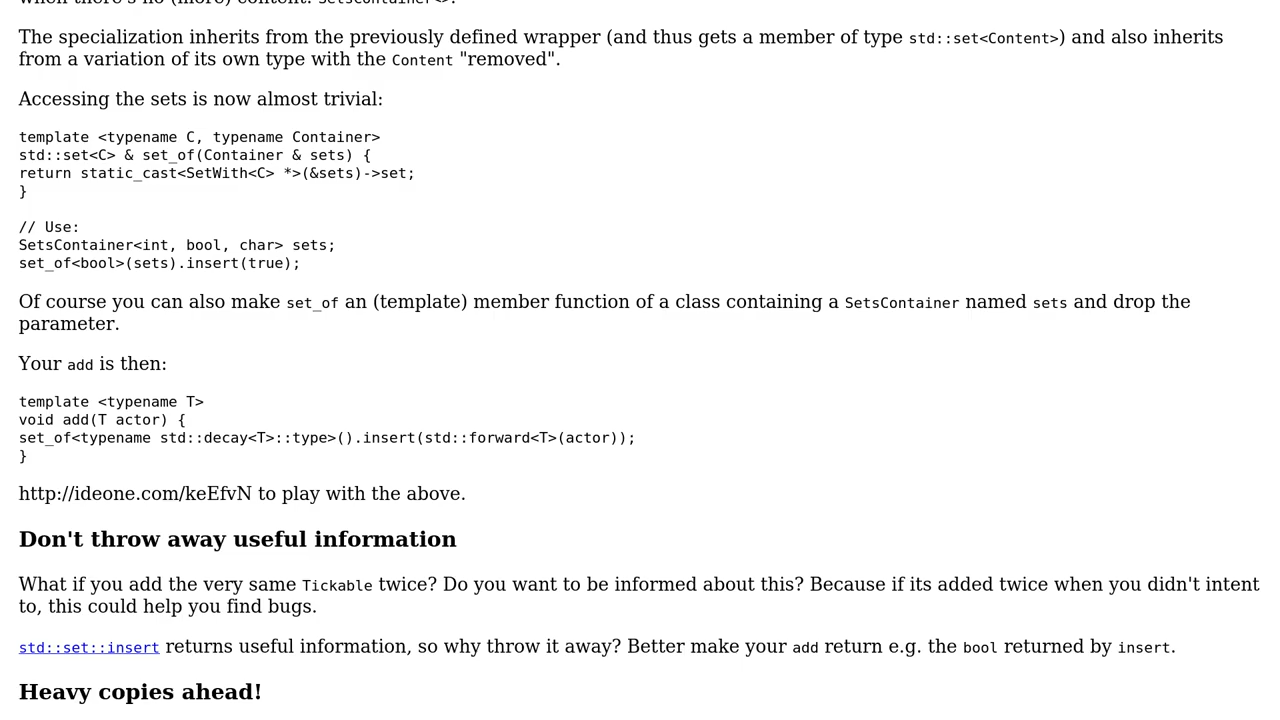 when there's no (more) content: SetsContainer<>.
The specialization inherits from the previously defined wrapper (and thus gets a member of type std::set<Content>) and also inherits
from a variation of its own type with the Content "removed".
Accessing the sets is now almost trivial:
template <typename C, typename Container>
std::set<C> & set_of(Container & sets) {
return static_cast<SetWith<C> *>(&sets)->set;
}
// Use:
SetsContainer<int, bool, char> sets;
set_of<bool>(sets).insert(true);
Of course you can also make set_of an (template) member function of a class containing a SetsContainer named sets and drop the
parameter.
Your add is then:
template <typename T>
void add(T actor) {
set_of<typename std::decay<T>::type>().insert(std::forward<T>(actor));
}
http://ideone.com/keEfvN to play with the above.
Don't throw away useful information
What if you add the very same Tickable twice? Do you want to be informed about this? Because if its added twice when you didn't intent
to, this could help you find bugs.
std::set::insert returns useful information, so why throw it away? Better make your add return e.g. the bool returned by insert.
Heavy copies ahead!